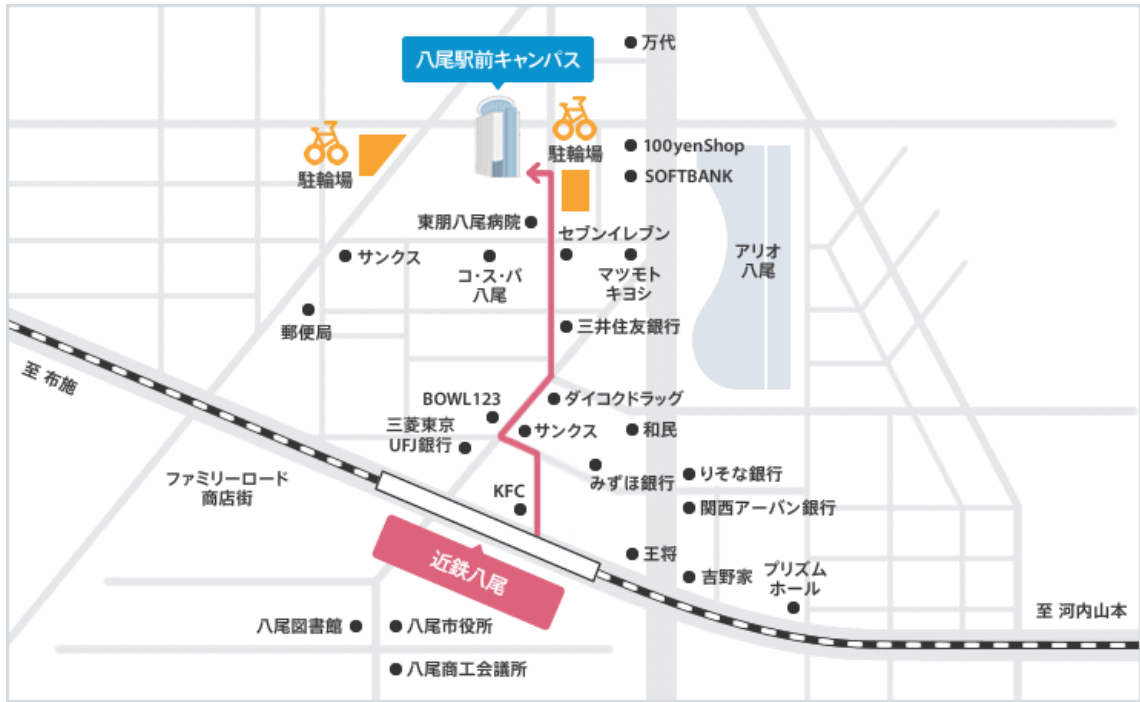 万代
八尾駅前キャンパス
駐輪場
駐輪場
100yenShop
SOFTBANK
東朋八尾病院
セブンイレブン
サンクス
コ・ス・パ
八尾
マツモト
キヨシ
アリオ
八尾
郵便局
三井住友銀行
至 布施
BOWL123
ダイコクドラッグ
三菱東京
UFJ銀行
サンクス
和民
ファミリーロード
商店街
KFC
みずほ銀行
りそな銀行
関西アーバン銀行
近鉄八尾
王将
吉野家
プリズム
ホール
至 河内山本
八尾図書館
八尾市役所
八尾商工会議所